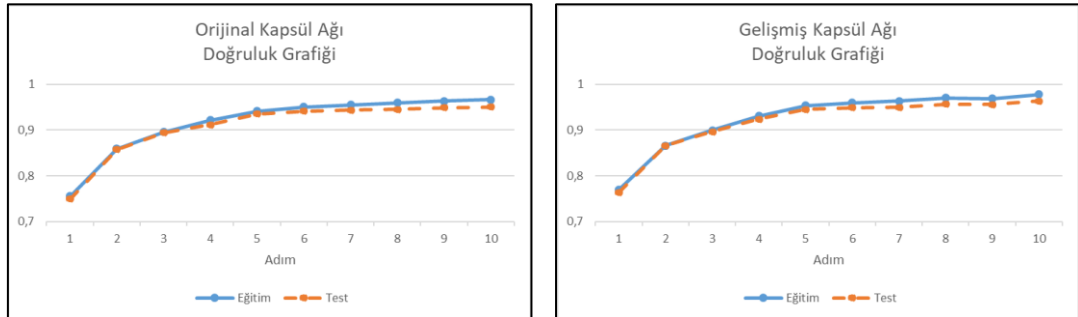 Orijinal Kapsül Ağı
Doğruluk Grafiği
1
0,9
0,8
0,7
1 2 3 4 5 6 7 8 9 10
Adım
Eğitim Test
Gelişmiş Kapsül Ağı
Doğruluk Grafiği
1
0,9
0,8
0,7
1 2 3 4 5 6 7 8 9 10
Adım
Eğitim Test